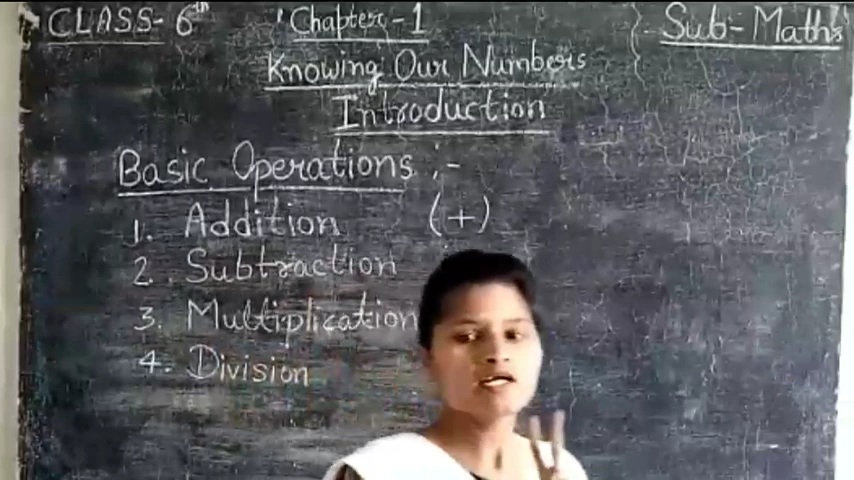 CLASS- 6th Chapter-1 Sub- Maths
Knowing Our Numbers
Introduction
Basic Operations :-
1. Addition (+)
2. Subtraction
3. Multiplication
4. Division